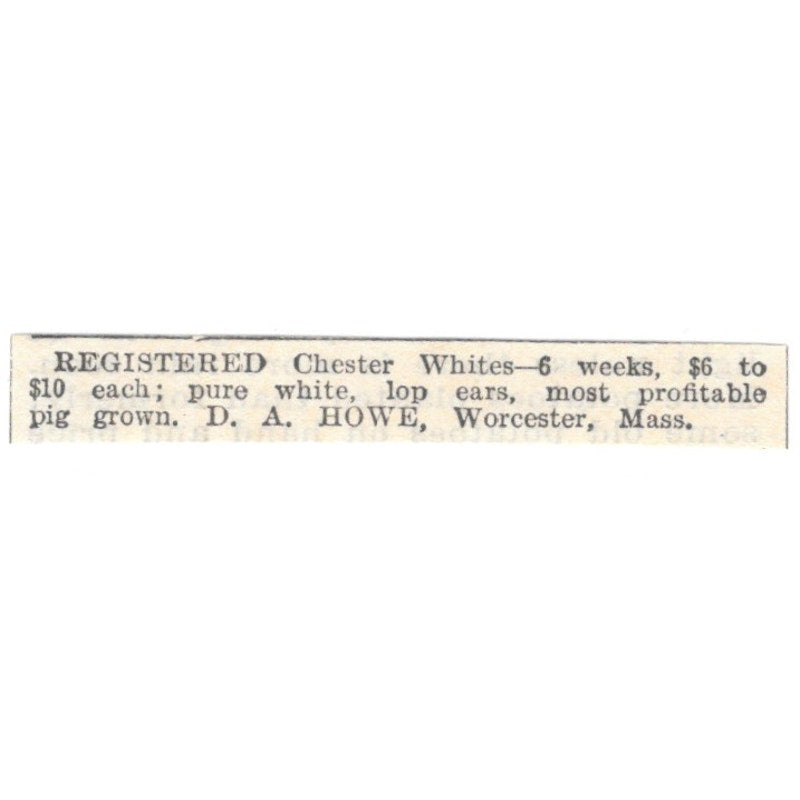 REGISTERED Chester Whites—6 weeks, $6 to
$10 each; pure white, lop ears, most profitable
pig grown. D. A. HOWE, Worcester, Mass.